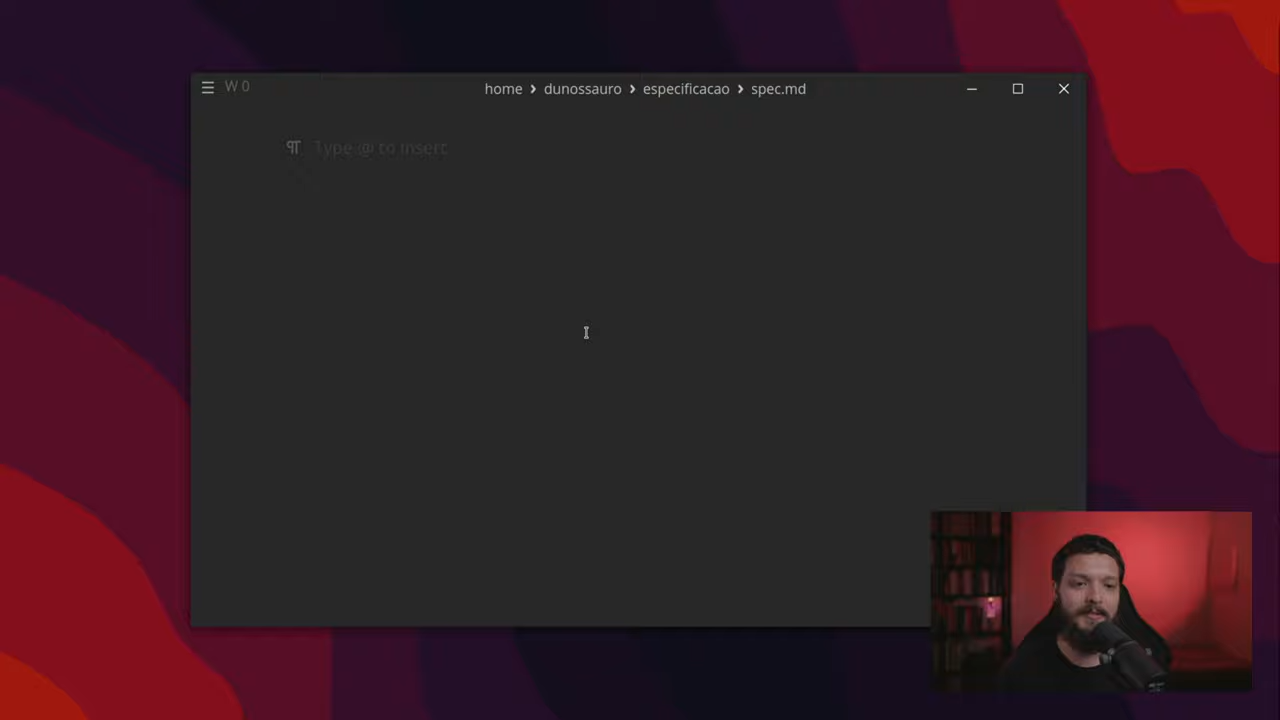 W 0
home › dunossauro › especificacao › spec.md
¶ Type @ to insert